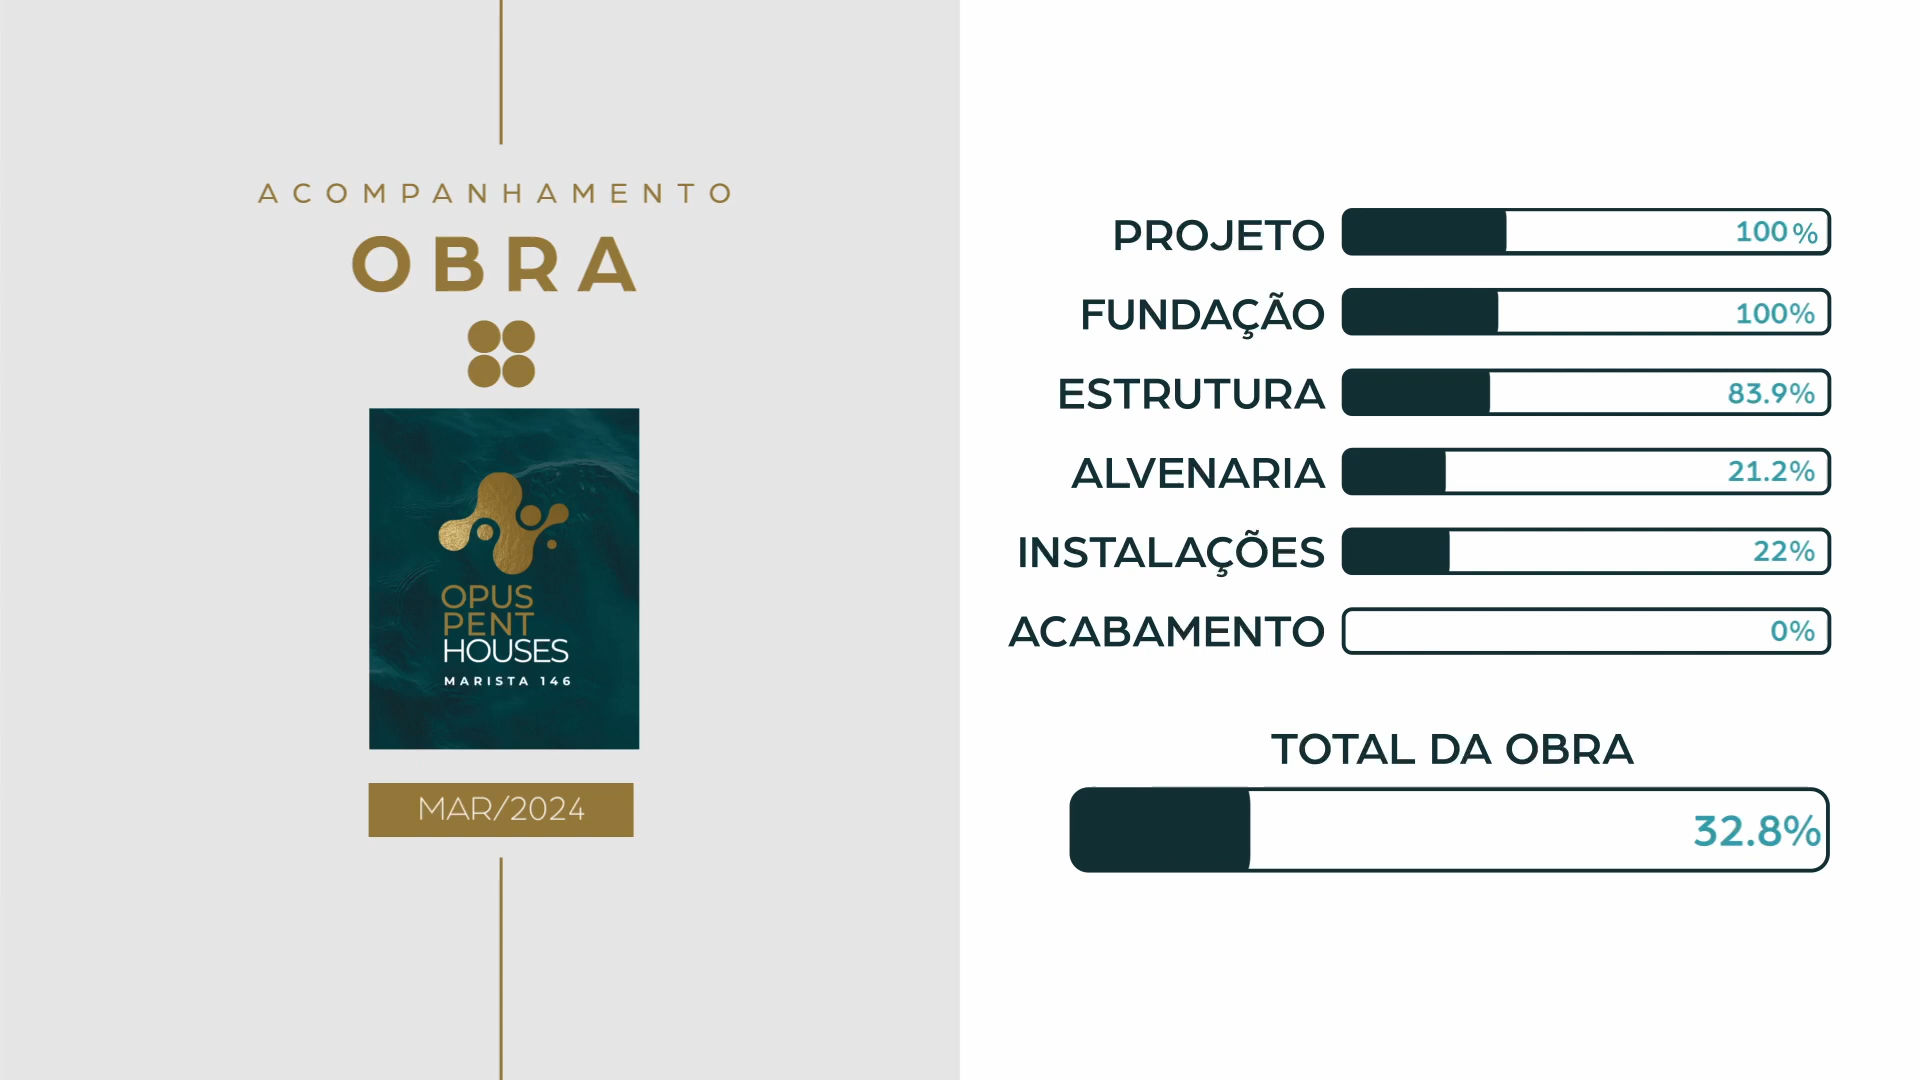 ACOMPANHAMENTO
OBRA
OPUS
PENT
HOUSES
MARISTA 146
MAR/2024
PROJETO 100%
FUNDAÇÃO 100%
ESTRUTURA 83.9%
ALVENARIA 21.2%
INSTALAÇÕES 22%
ACABAMENTO 0%
TOTAL DA OBRA
32.8%